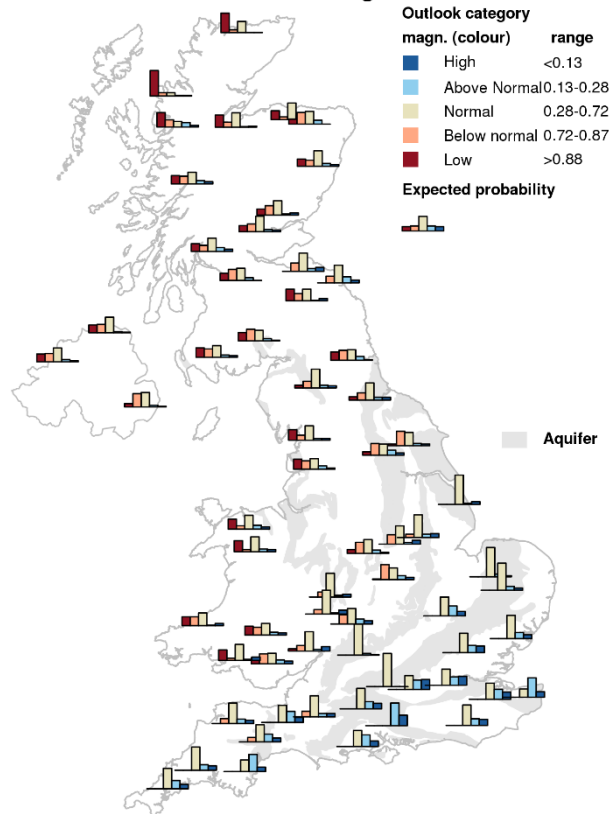 Outlook category
magn. (colour) range
High <0.13
Above Normal 0.13-0.28
Normal 0.28-0.72
Below normal 0.72-0.87
Low >0.88
Expected probability
Aquifer